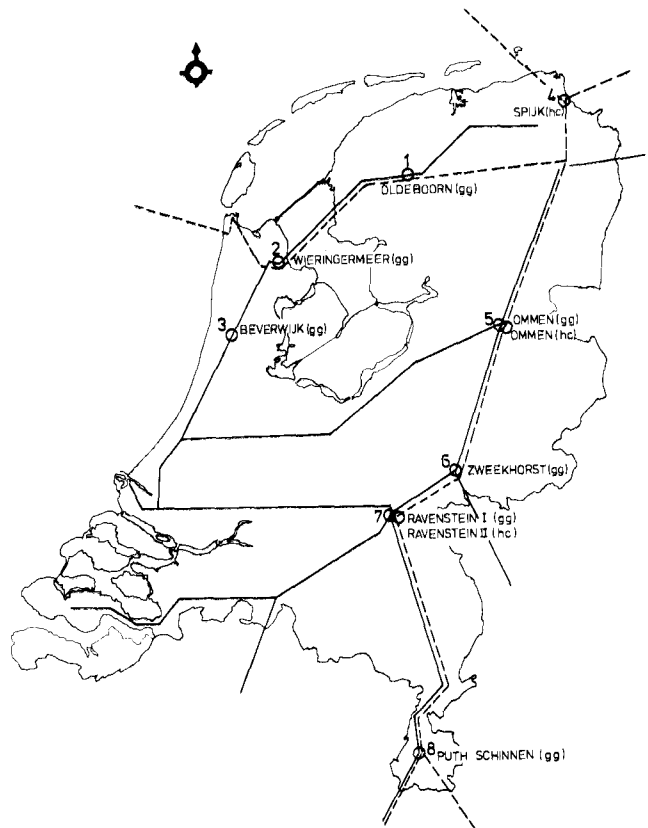 4
SPIJK(hc)
1
OLDEBOORN(gg)
2
WIERINGERMEER(gg)
3
BEVERWIJK(gg)
5
OMMEN(gg)
OMMEN(hc)
6
ZWEEKHORST(gg)
7
RAVENSTEIN I (gg)
RAVENSTEIN II (hc)
8
PUTH SCHINNEN (gg)